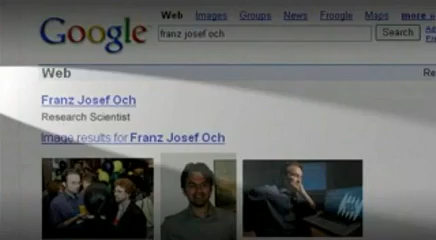 Web Images Groups News Froogle Maps more »
Google
franz josef och
Search
Web
Franz Josef Och
Research Scientist
Image results for Franz Josef Och